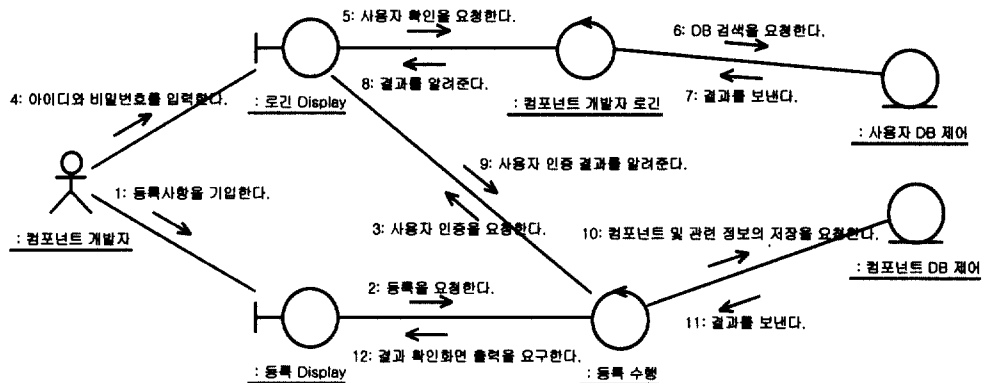 5: 사용자 확인을 요청한다.
6: DB 검색을 요청한다.
8: 결과를 알려준다.
7: 결과를 보낸다.
4: 아이디와 비밀번호를 입력한다.
: 로긴 Display
: 컴포넌트 개발자 로긴
: 사용자 DB 제어
9: 사용자 인증 결과를 알려준다.
1: 등록사항을 기입한다.
3: 사용자 인증을 요청한다.
10: 컴포넌트 및 관련 정보의 저장을 요청한다.
: 컴포넌트 개발자
: 컴포넌트 DB 제어
2: 등록을 요청한다.
11: 결과를 보낸다.
12: 결과 확인화면 출력을 요구한다.
: 등록 Display
: 등록 수행